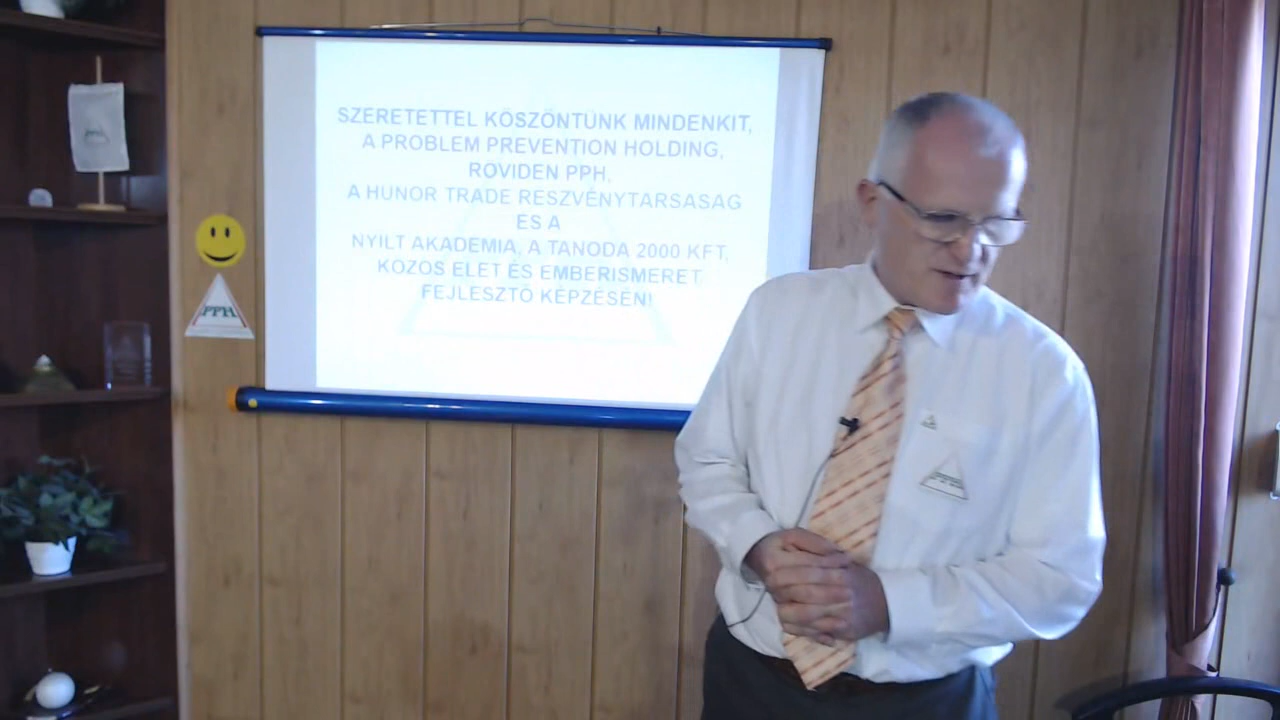 SZERETETTEL KÖSZÖNTÜNK MINDENKIT,
A PROBLEM PREVENTION HOLDING,
RÖVIDEN PPH,
A HUNOR TRADE RÉSZVÉNYTÁRSASÁG
ÉS A
NYÍLT AKADÉMIA, A TANODA 2000 KFT,
KÖZÖS ÉLET ÉS EMBERISMERET
FEJLESZTŐ KÉPZÉSÉN!
PPH